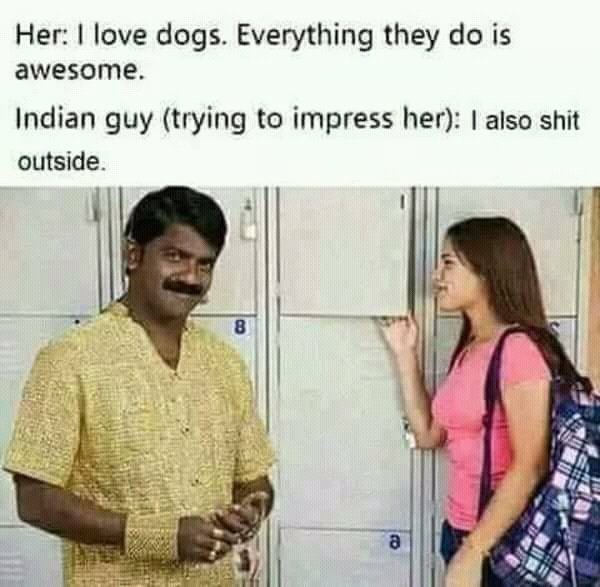 Her: I love dogs. Everything they do is
awesome.
Indian guy (trying to impress her): I also shit
outside.
8
a